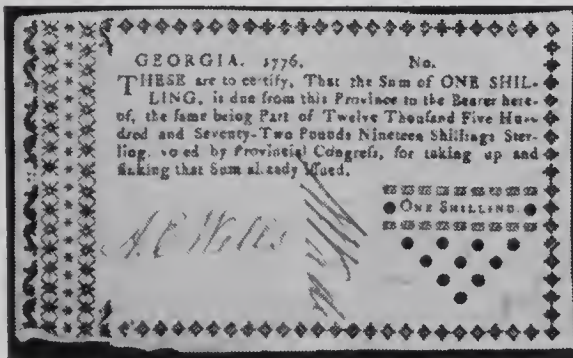 GEORGIA. 1776. No.
THESE are to certify, That the Sum of ONE SHIL-
LING, is due from this Province to the Bearer here-
of, the same being Part of Twelve Thousand Five Hun-
dred and Seventy-Two Pounds Nineteen Shillings Ster-
ling, voted by Provincial Congress, for taking up and
sinking that Sum already issued.
ONE SHILLING.